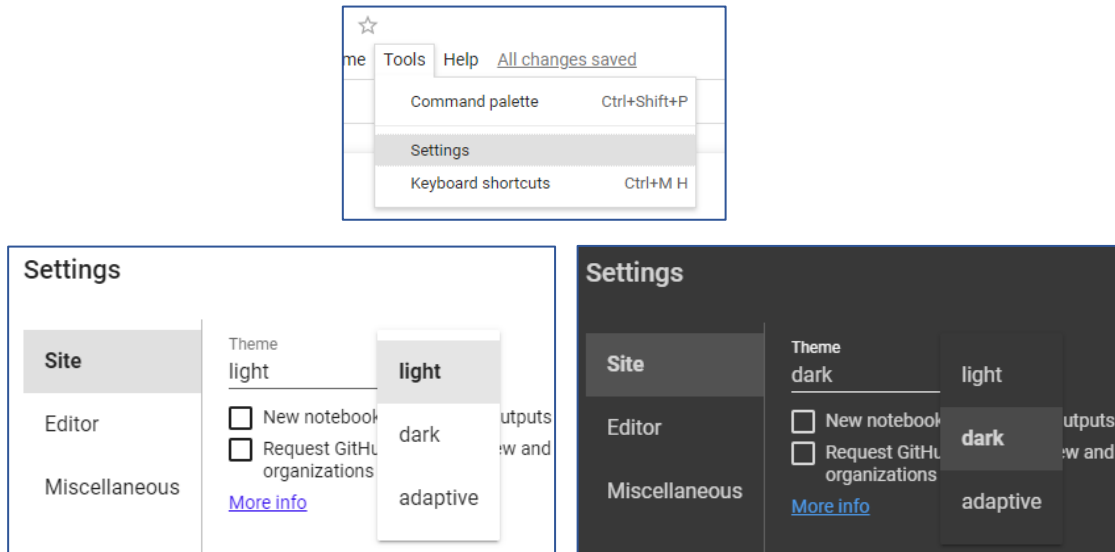 me Tools Help All changes saved
Command palette Ctrl+Shift+P
Settings
Keyboard shortcuts Ctrl+M H
Settings
Site
Editor
Miscellaneous
Theme
light
New notebook utputs
Request GitHu ew and
organizations
More info
light
dark
adaptive
Settings
Site
Editor
Miscellaneous
Theme
dark
New notebook utputs
Request GitHu ew and
organizations
More info
light
dark
adaptive